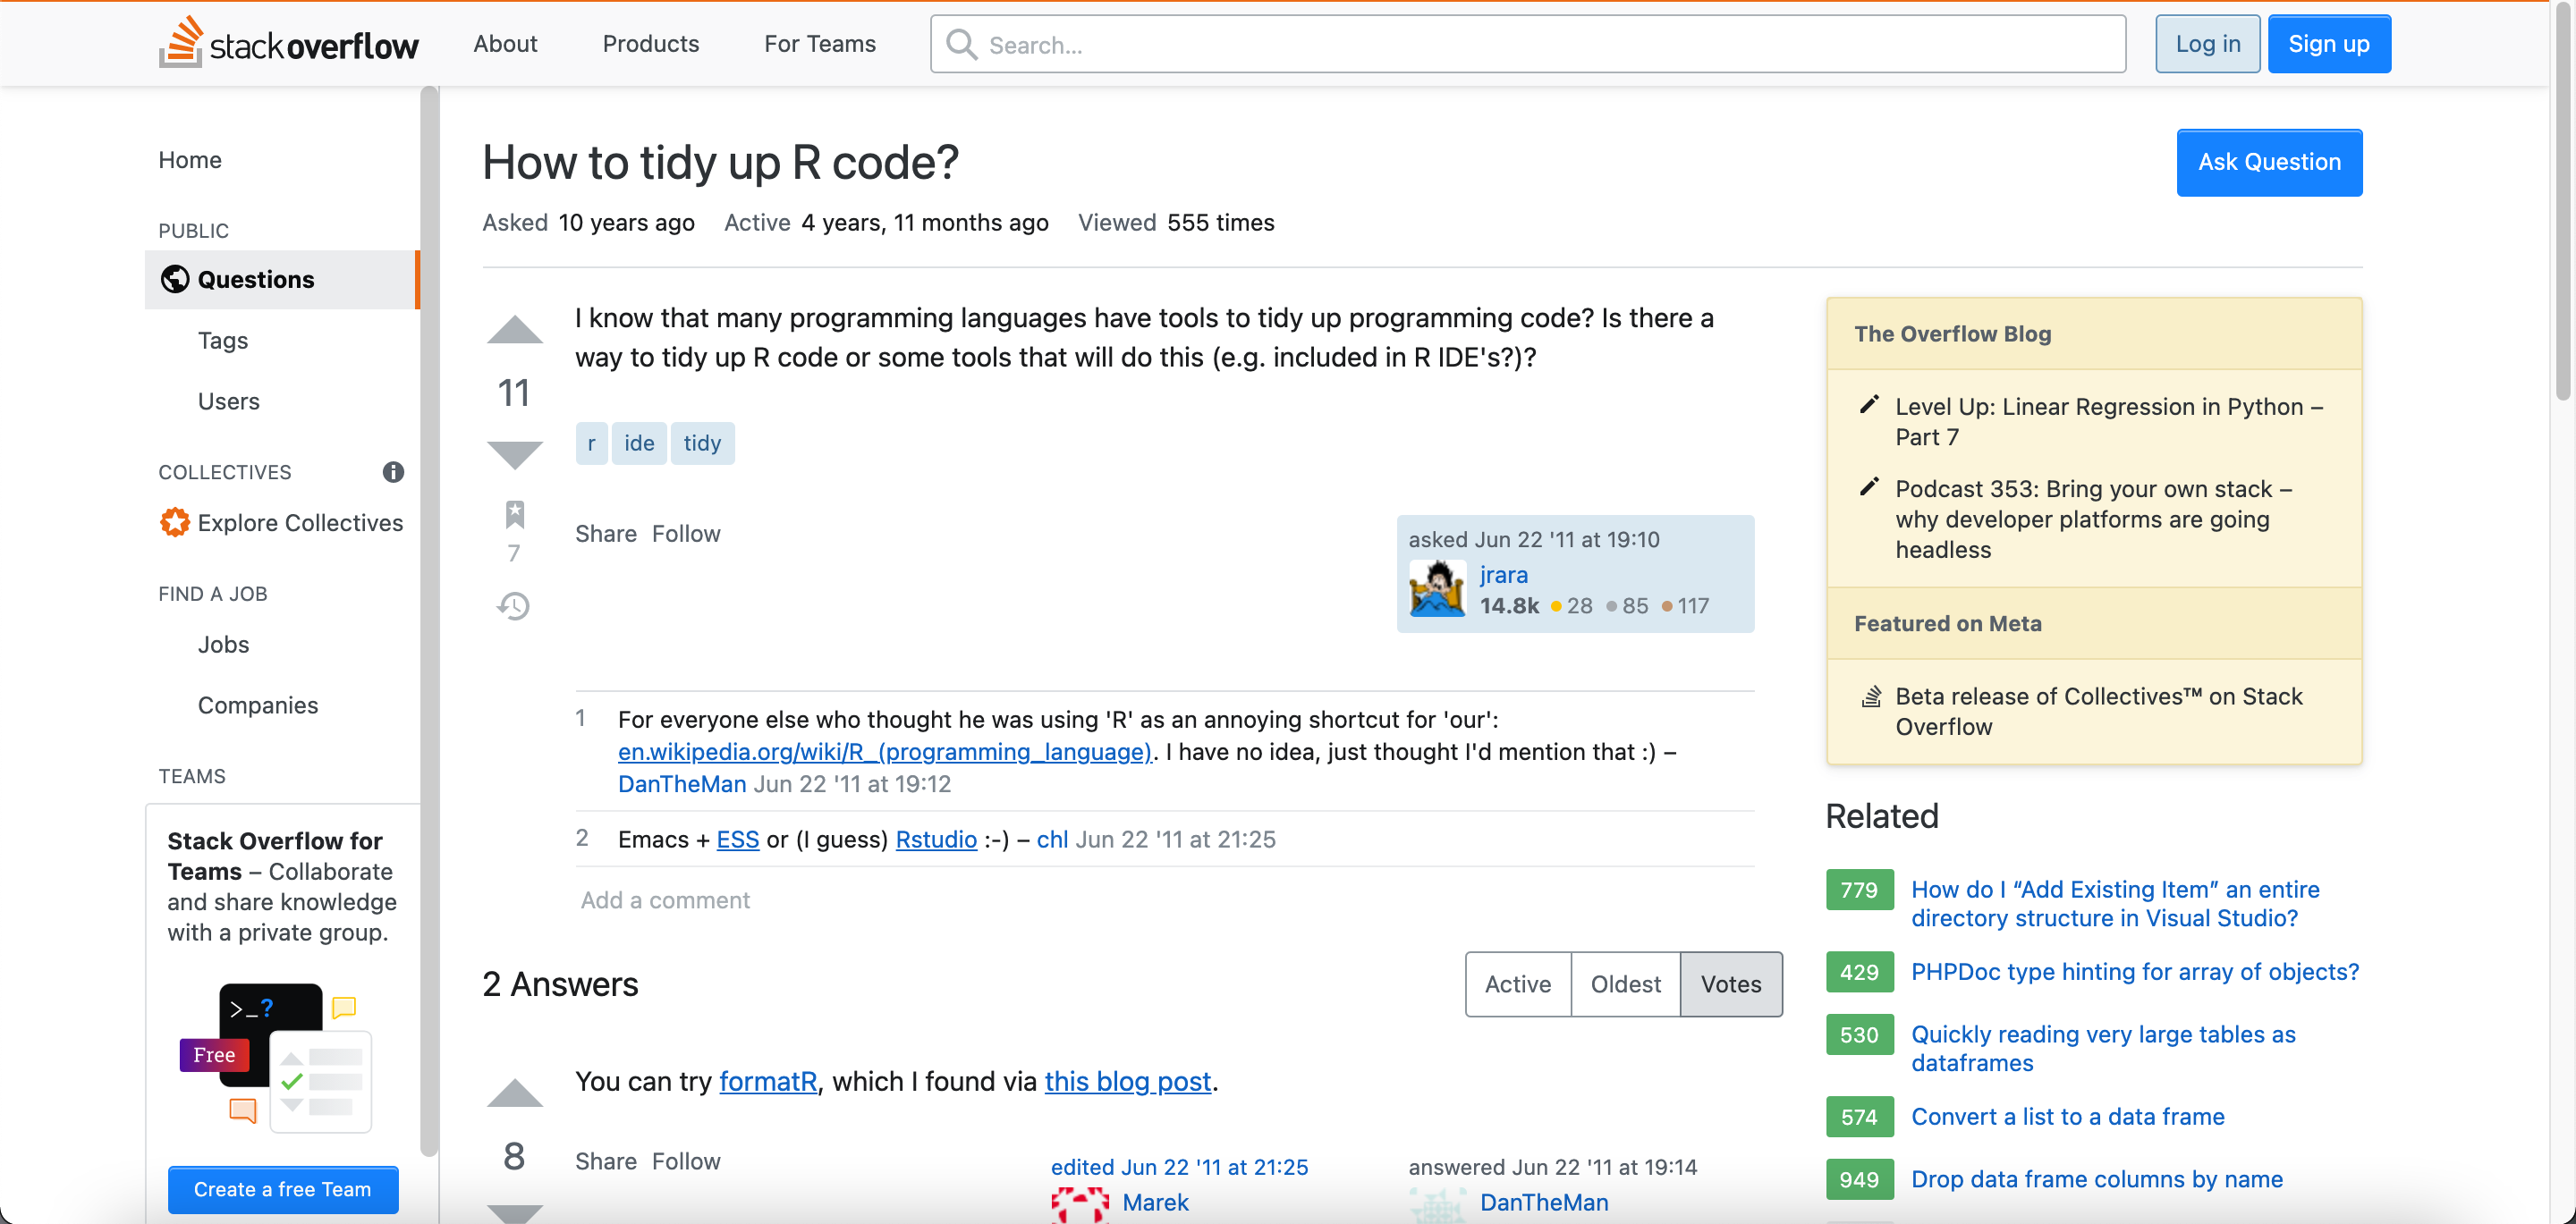 stackoverflow
About
Products
For Teams
Search...
Log in
Sign up
Home
PUBLIC
Questions
Tags
Users
COLLECTIVES
Explore Collectives
FIND A JOB
Jobs
Companies
TEAMS
Stack Overflow for
Teams – Collaborate
and share knowledge
with a private group.
>_?
Free
Create a free Team
How to tidy up R code?
Ask Question
Asked 10 years ago Active 4 years, 11 months ago Viewed 555 times
I know that many programming languages have tools to tidy up programming code? Is there a
way to tidy up R code or some tools that will do this (e.g. included in R IDE's?)?
11
r ide tidy
7
Share Follow
asked Jun 22 '11 at 19:10
jrara
14.8k 28 85 117
1
For everyone else who thought he was using 'R' as an annoying shortcut for 'our':
en.wikipedia.org/wiki/R_(programming_language). I have no idea, just thought I'd mention that :) –
DanTheMan Jun 22 '11 at 19:12
2
Emacs + ESS or (I guess) Rstudio :-) – chl Jun 22 '11 at 21:25
Add a comment
2 Answers
Active
Oldest
Votes
You can try formatR, which I found via this blog post.
8
Share Follow
edited Jun 22 '11 at 21:25
Marek
answered Jun 22 '11 at 19:14
DanTheMan
The Overflow Blog
Level Up: Linear Regression in Python –
Part 7
Podcast 353: Bring your own stack –
why developer platforms are going
headless
Featured on Meta
Beta release of Collectives™ on Stack
Overflow
Related
779
How do I “Add Existing Item” an entire
directory structure in Visual Studio?
429
PHPDoc type hinting for array of objects?
530
Quickly reading very large tables as
dataframes
574
Convert a list to a data frame
949
Drop data frame columns by name